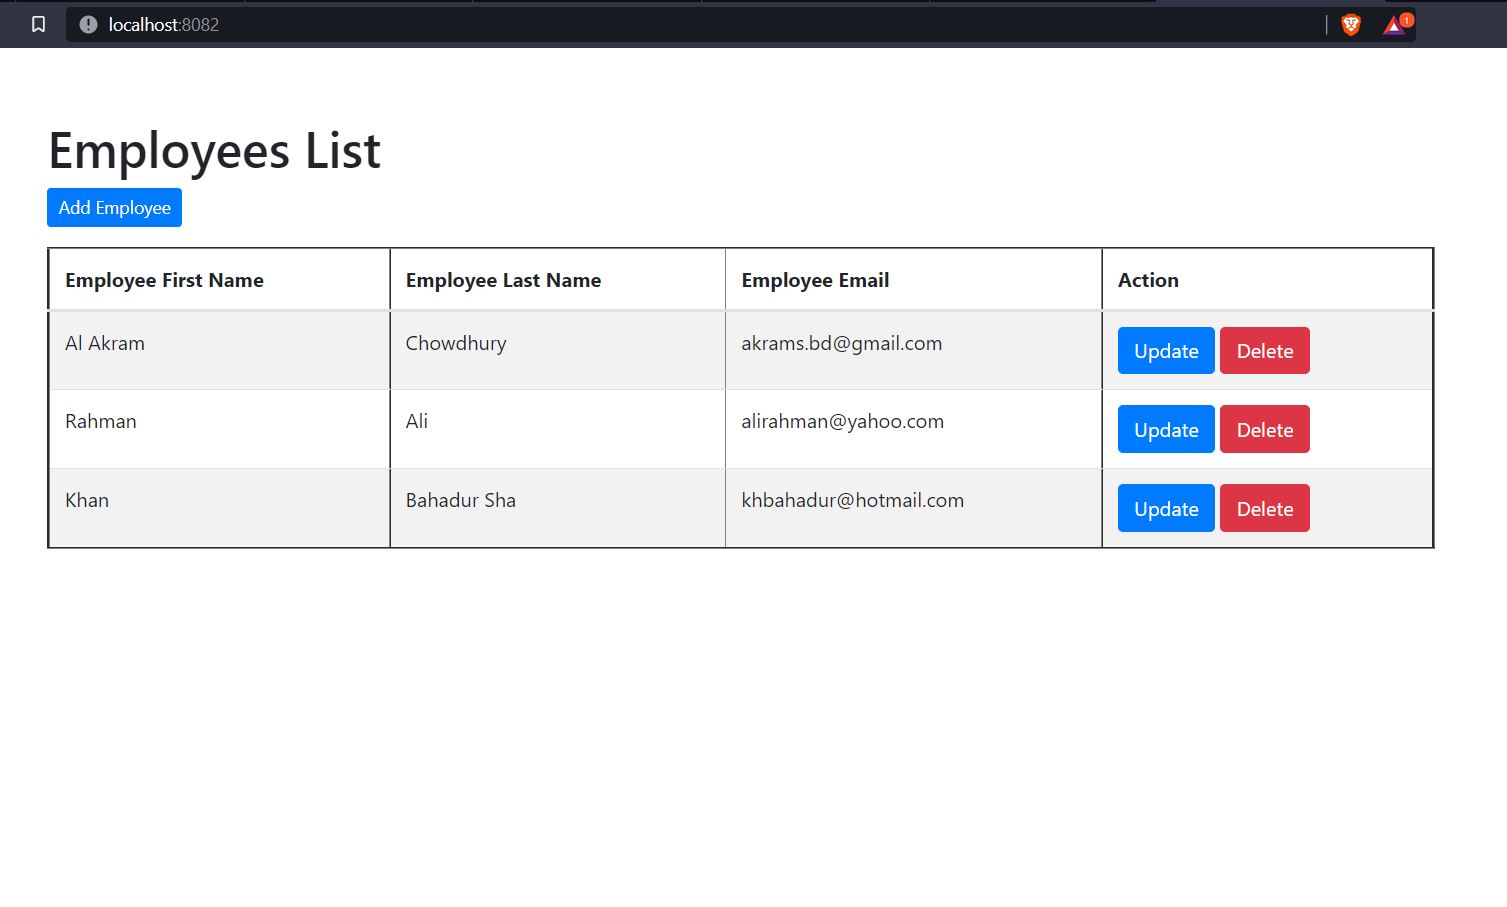 localhost:8082
1
Employees List
Add Employee
Employee First Name Employee Last Name Employee Email Action
Al Akram Chowdhury akrams.bd@gmail.com Update Delete
Rahman Ali alirahman@yahoo.com Update Delete
Khan Bahadur Sha khbahadur@hotmail.com Update Delete